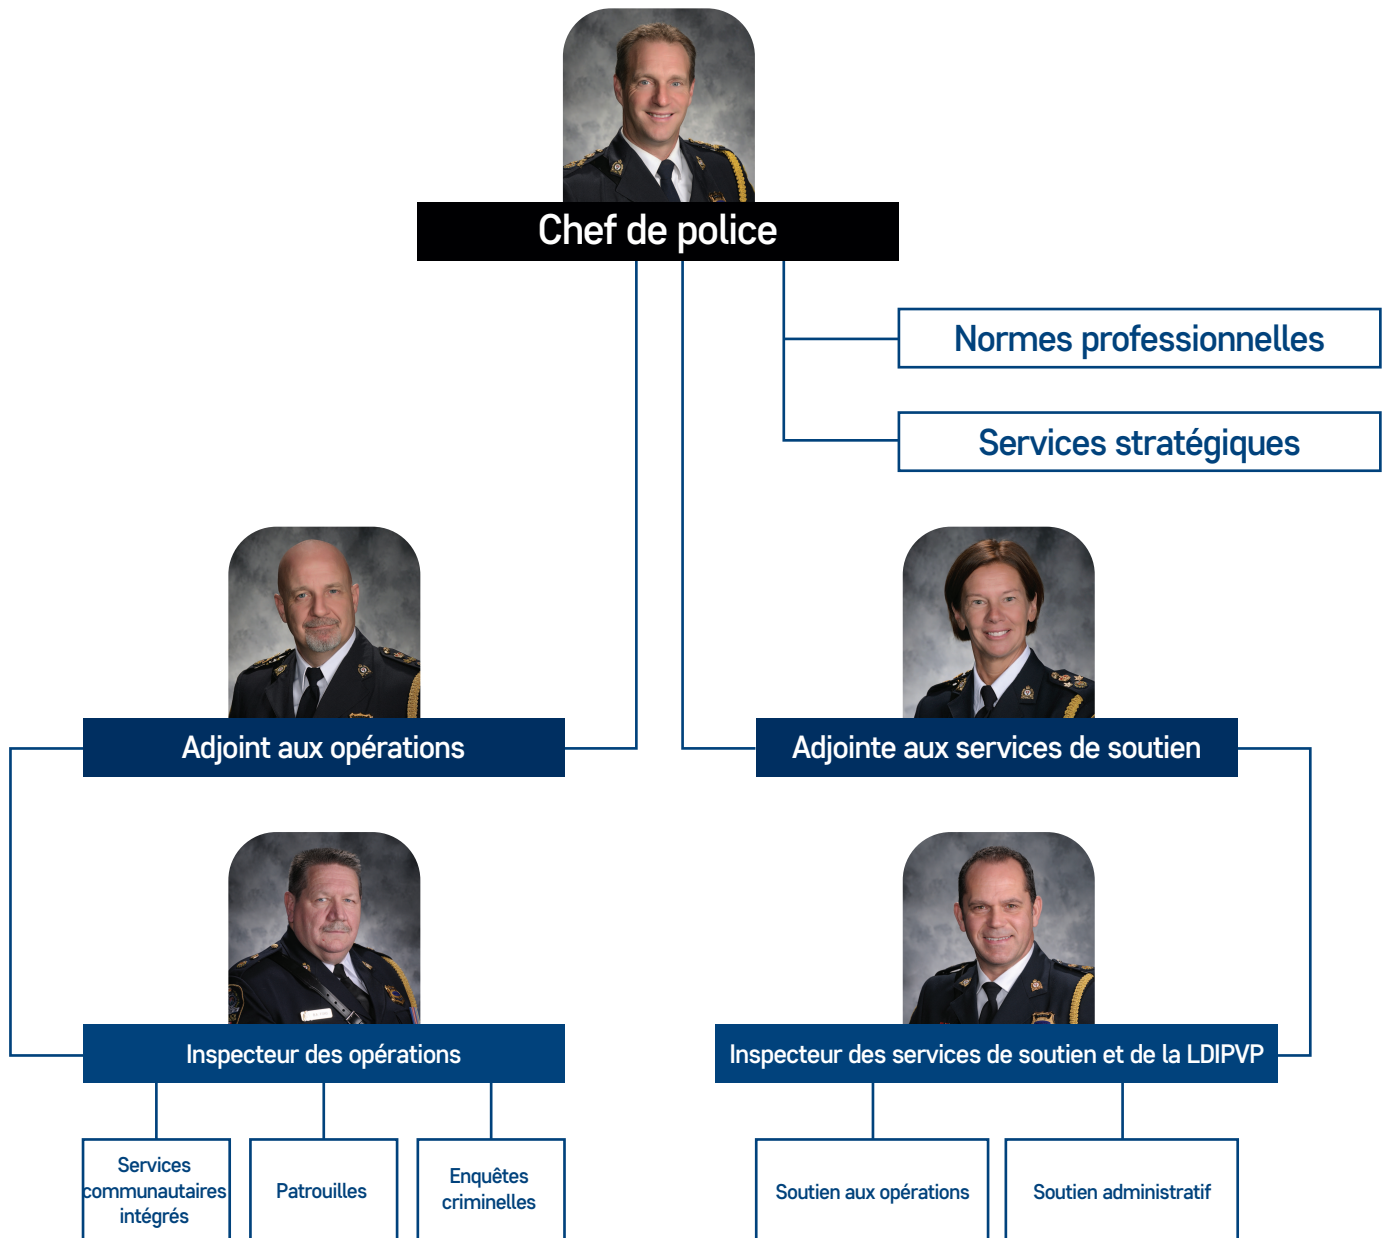 Chef de police
Normes professionnelles
Services stratégiques
Adjoint aux opérations
Adjointe aux services de soutien
Inspecteur des opérations
Inspecteur des services de soutien et de la LDIPVP
Services
communautaires
intégrés
Patrouilles
Enquêtes
criminelles
Soutien aux opérations
Soutien administratif